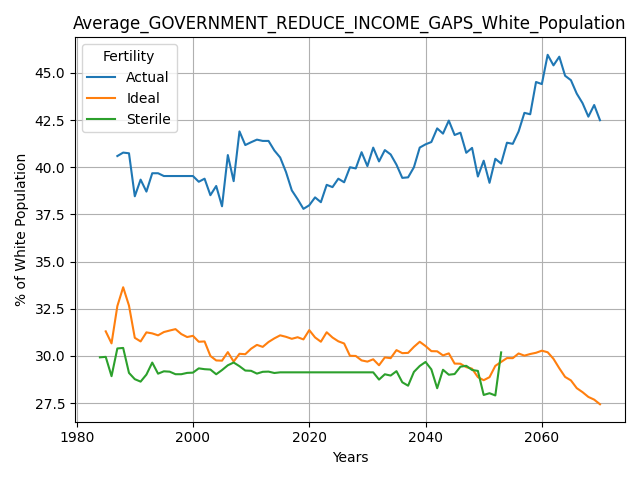 Average_GOVERNMENT_REDUCE_INCOME_GAPS_White_Population
Fertility
Actual
Ideal
Sterile
45.0
42.5
40.0
37.5
35.0
32.5
30.0
27.5
% of White Population
1980
2000
2020
2040
2060
Years